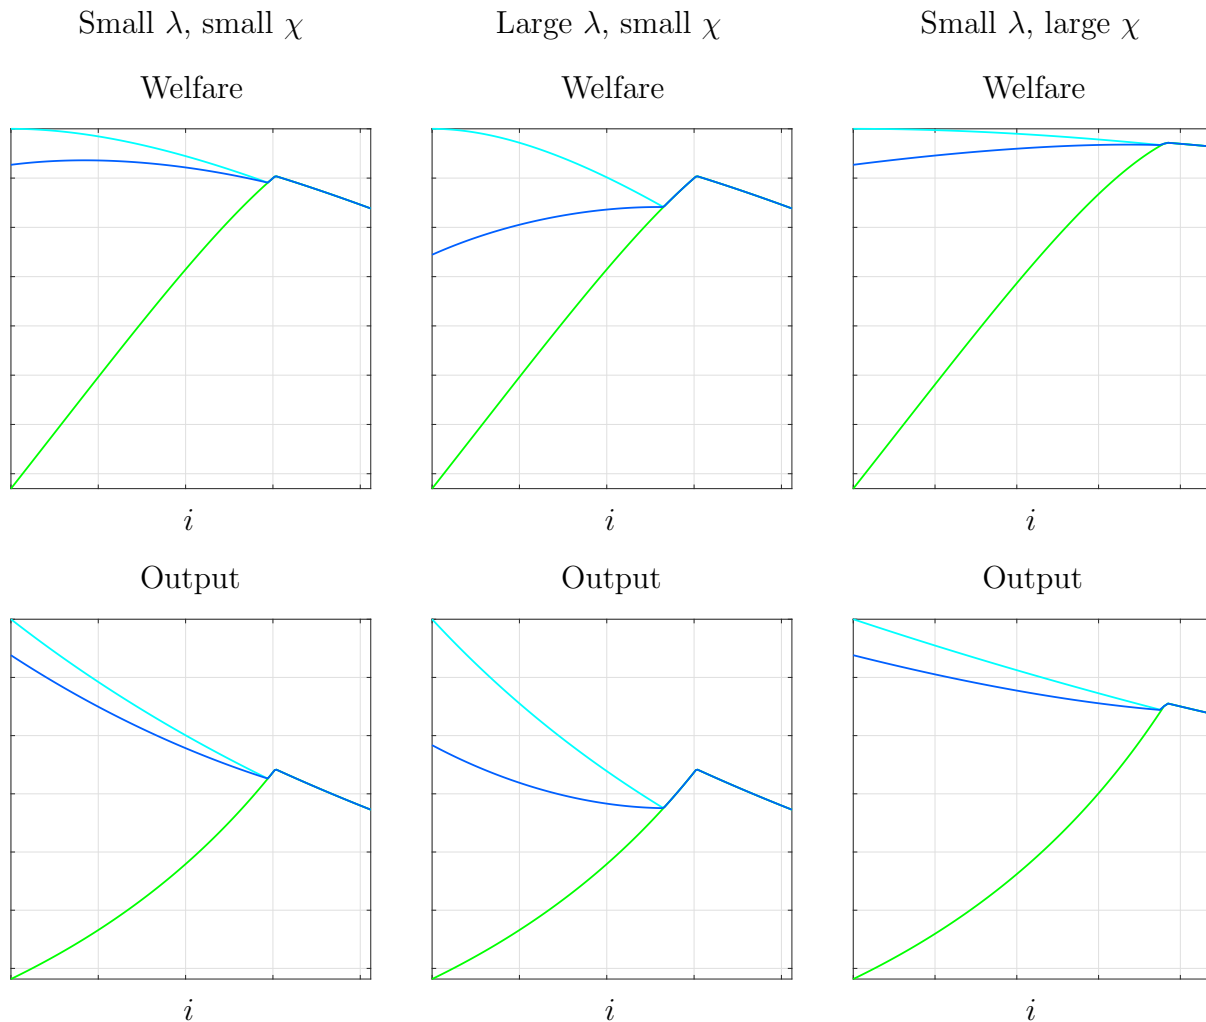 Small λ, small χ
Large λ, small χ
Small λ, large χ
Welfare
Welfare
Welfare
i
i
i
Output
Output
Output
i
i
i